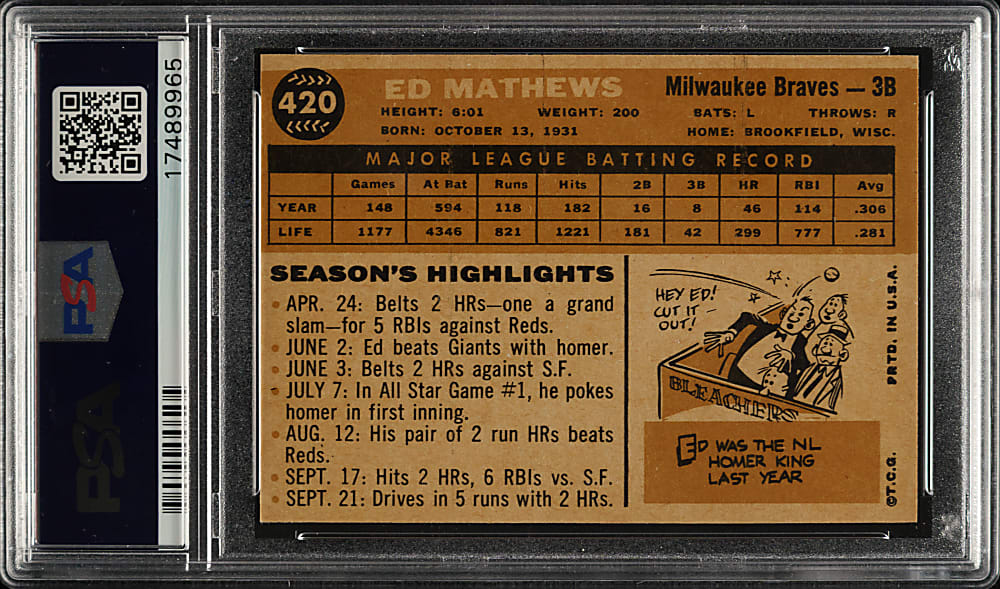 17489965
PSA
PSA
420
ED MATHEWS
Milwaukee Braves — 3B
HEIGHT: 6:01 WEIGHT: 200 BATS: L THROWS: R
BORN: OCTOBER 13, 1931 HOME: BROOKFIELD, WISC.
MAJOR LEAGUE BATTING RECORD
Games At Bat Runs Hits 2B 3B HR RBI Avg
YEAR 148 594 118 182 16 8 46 114 .306
LIFE 1177 4346 821 1221 181 42 299 777 .281
SEASON'S HIGHLIGHTS
• APR. 24: Belts 2 HRs—one a grand
slam—for 5 RBIs against Reds.
• JUNE 2: Ed beats Giants with homer.
• JUNE 3: Belts 2 HRs against S.F.
• JULY 7: In All Star Game #1, he pokes
homer in first inning.
• AUG. 12: His pair of 2 run HRs beats
Reds.
• SEPT. 17: Hits 2 HRs, 6 RBIs vs. S.F.
• SEPT. 21: Drives in 5 runs with 2 HRs.
HEY ED!
CUT IT —
OUT!
BLEACHERS
ED WAS THE NL
HOMER KING
LAST YEAR
PRTD. IN U.S.A.
©T.C.G.